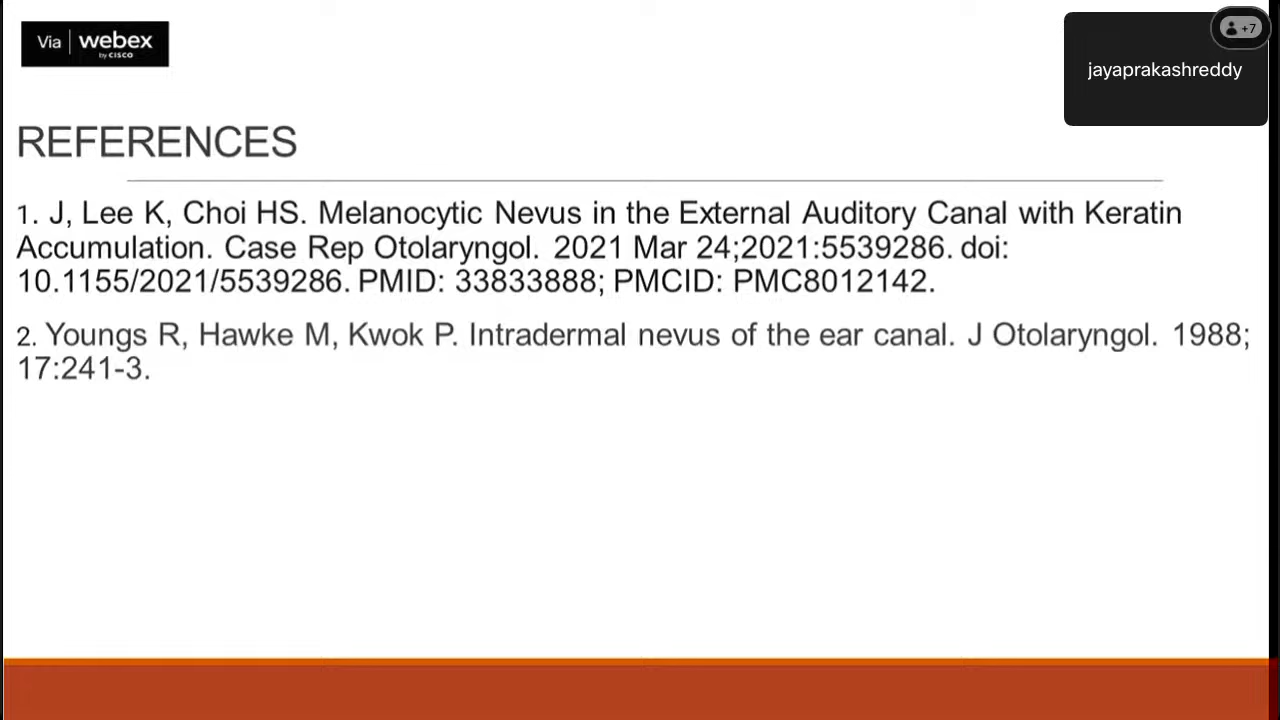 Via webex
by CISCO
+7
jayaprakashreddy
REFERENCES
1. J, Lee K, Choi HS. Melanocytic Nevus in the External Auditory Canal with Keratin
Accumulation. Case Rep Otolaryngol. 2021 Mar 24;2021:5539286. doi:
10.1155/2021/5539286. PMID: 33833888; PMCID: PMC8012142.
2. Youngs R, Hawke M, Kwok P. Intradermal nevus of the ear canal. J Otolaryngol. 1988;
17:241-3.